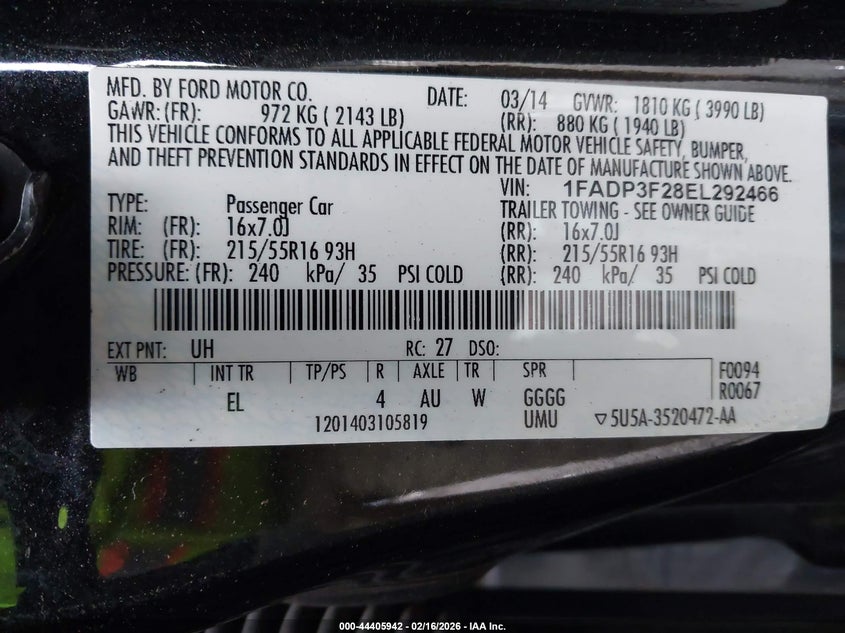 MFD. BY FORD MOTOR CO. DATE: 03/14 GVWR: 1810 KG ( 3990 LB)
GAWR: (FR): 972 KG ( 2143 LB) (RR): 880 KG ( 1940 LB)
THIS VEHICLE CONFORMS TO ALL APPLICABLE FEDERAL MOTOR VEHICLE SAFETY, BUMPER,
AND THEFT PREVENTION STANDARDS IN EFFECT ON THE DATE OF MANUFACTURE SHOWN ABOVE.
VIN: 1FADP3F28EL292466
TYPE: Passenger Car TRAILER TOWING - SEE OWNER GUIDE
RIM: (FR): 16x7.0J (RR): 16x7.0J
TIRE: (FR): 215/55R16 93H (RR): 215/55R16 93H
PRESSURE: (FR): 240 kPa/ 35 PSI COLD (RR): 240 kPa/ 35 PSI COLD
EXT PNT: UH RC: 27 DSO:
WB INT TR TP/PS R AXLE TR SPR F0094
EL 4 AU W GGGG R0067
1201403105819 UMU ▽5U5A-3520472-AA
000-44405942 - 02/16/2026 - IAA Inc.